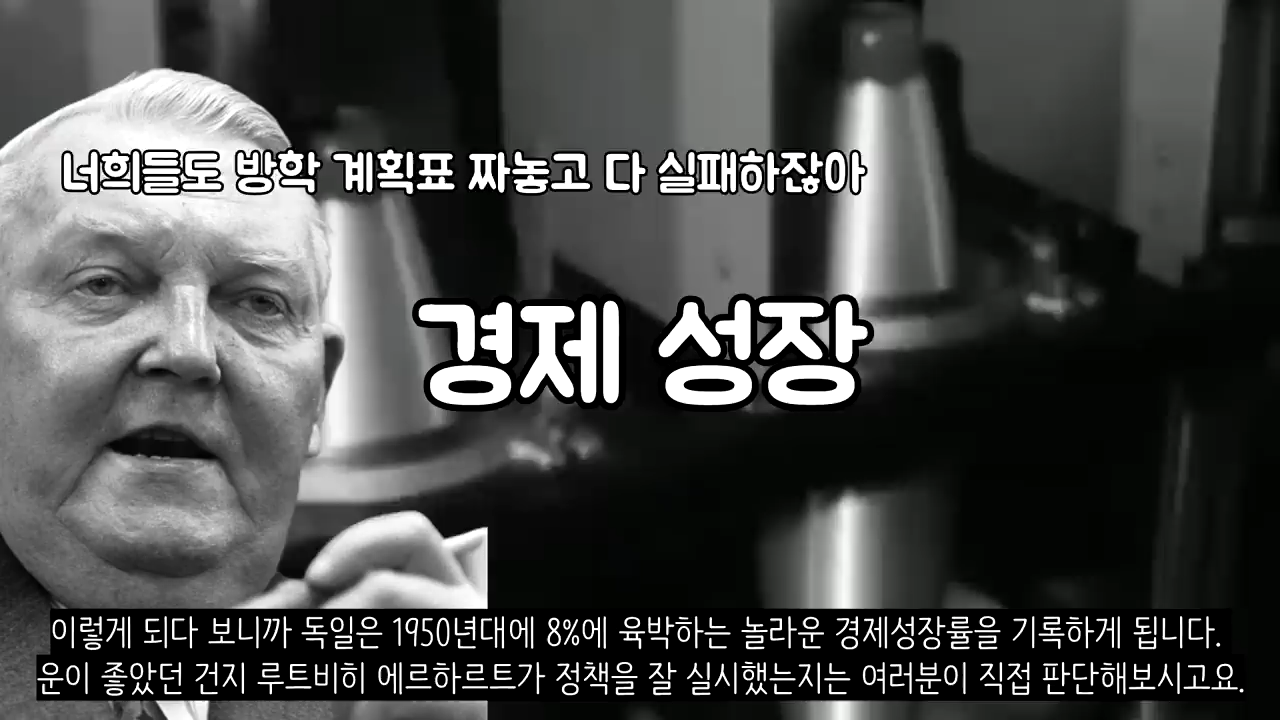 너희들도 방학 계획표 짜놓고 다 실패하잖아
경제 성장
이렇게 되다 보니까 독일은 1950년대에 8%에 육박하는 놀라운 경제성장률을 기록하게 됩니다.
운이 좋았던 건지 루트비히 에르하르트가 정책을 잘 실시했는지는 여러분이 직접 판단해보시고요.